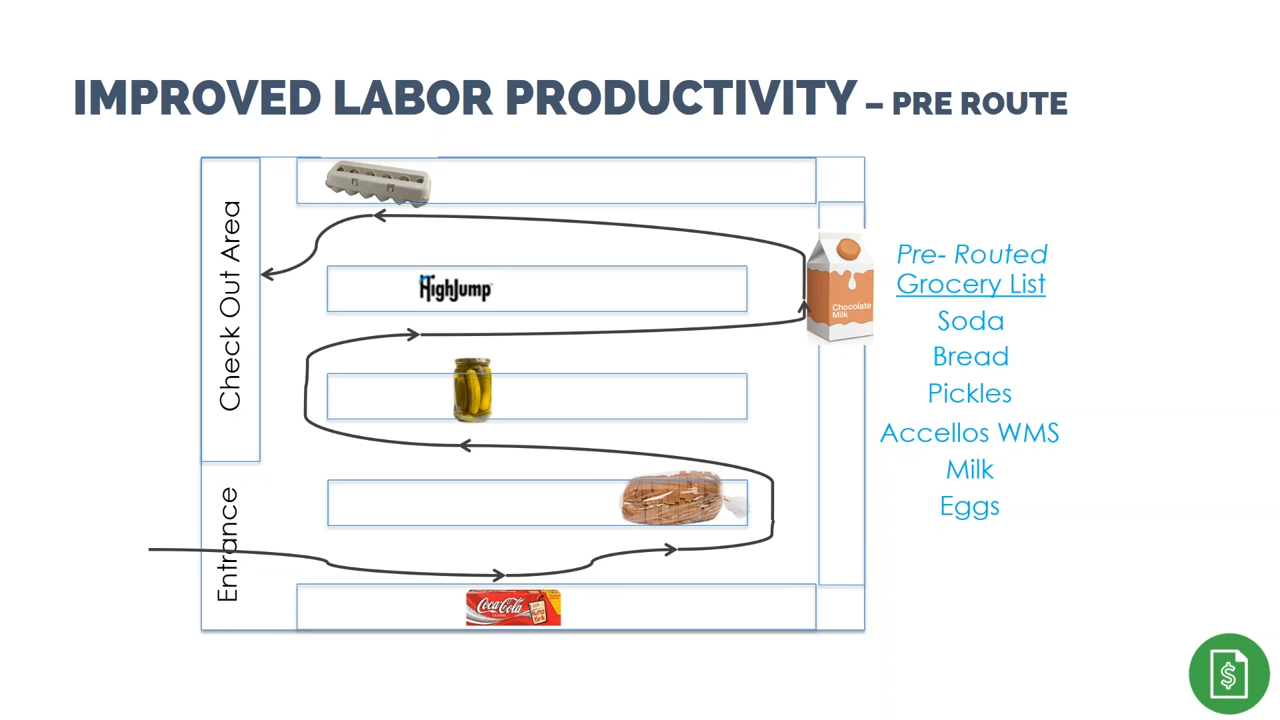 IMPROVED LABOR PRODUCTIVITY – PRE ROUTE
Check Out Area
Entrance
HighJump
Chocolate
Milk
Coca-Cola
Pre- Routed
Grocery List
Soda
Bread
Pickles
Accellos WMS
Milk
Eggs
$